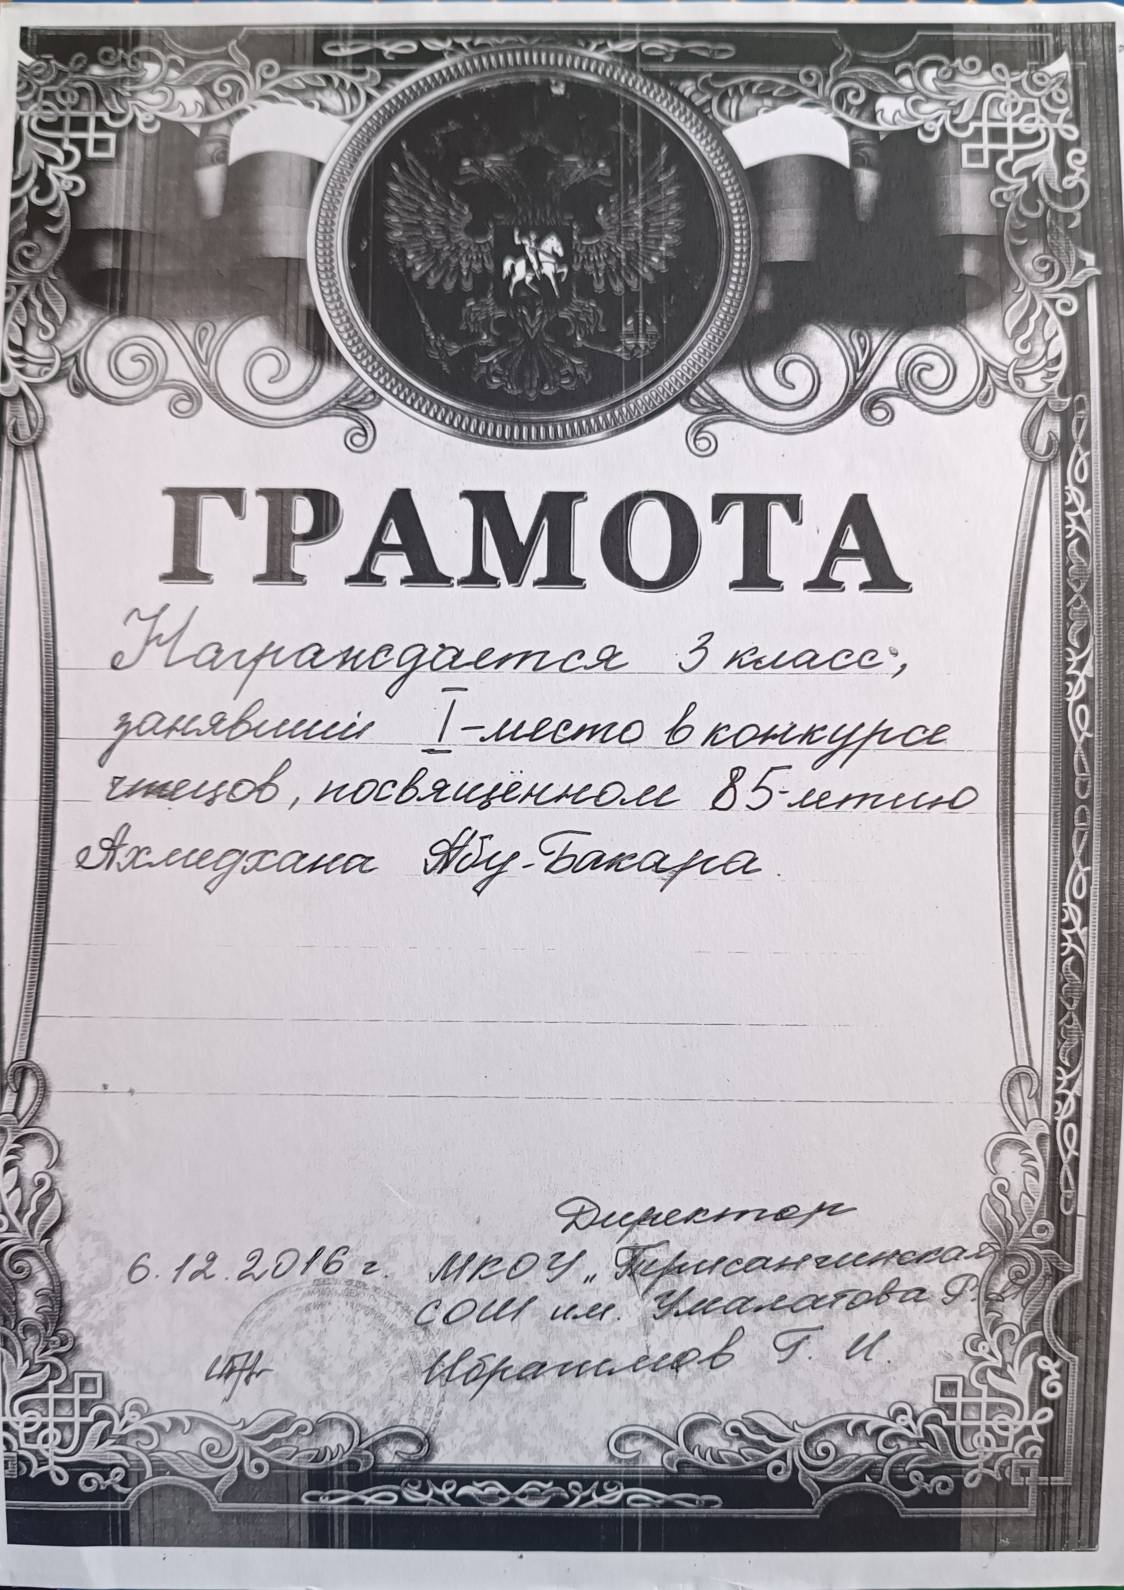 ГРАМОТА
Награждается 3 класс,
занявший I-место в конкурсе
чтецов, посвящённом 85-летию
Ахмедхана Абу-Бакара.
Директор
6.12.2016 г. МКОУ „Трисанчинская
СОШ им. Умалатова Р.
Ибрагимов Г. И.